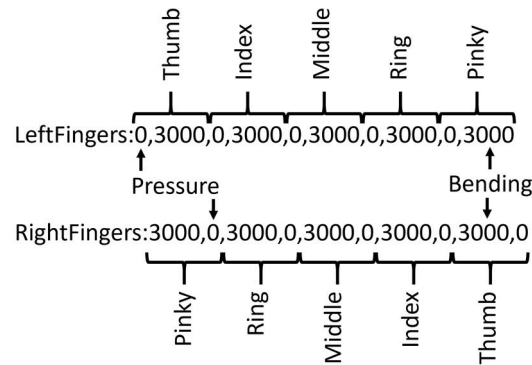 Thumb
Index
Middle
Ring
Pinky
LeftFingers:0,3000,0,3000,0,3000,0,3000,0,3000
Pressure
Bending
RightFingers:3000,0,3000,0,3000,0,3000,0,3000,0
Pinky
Ring
Middle
Index
Thumb